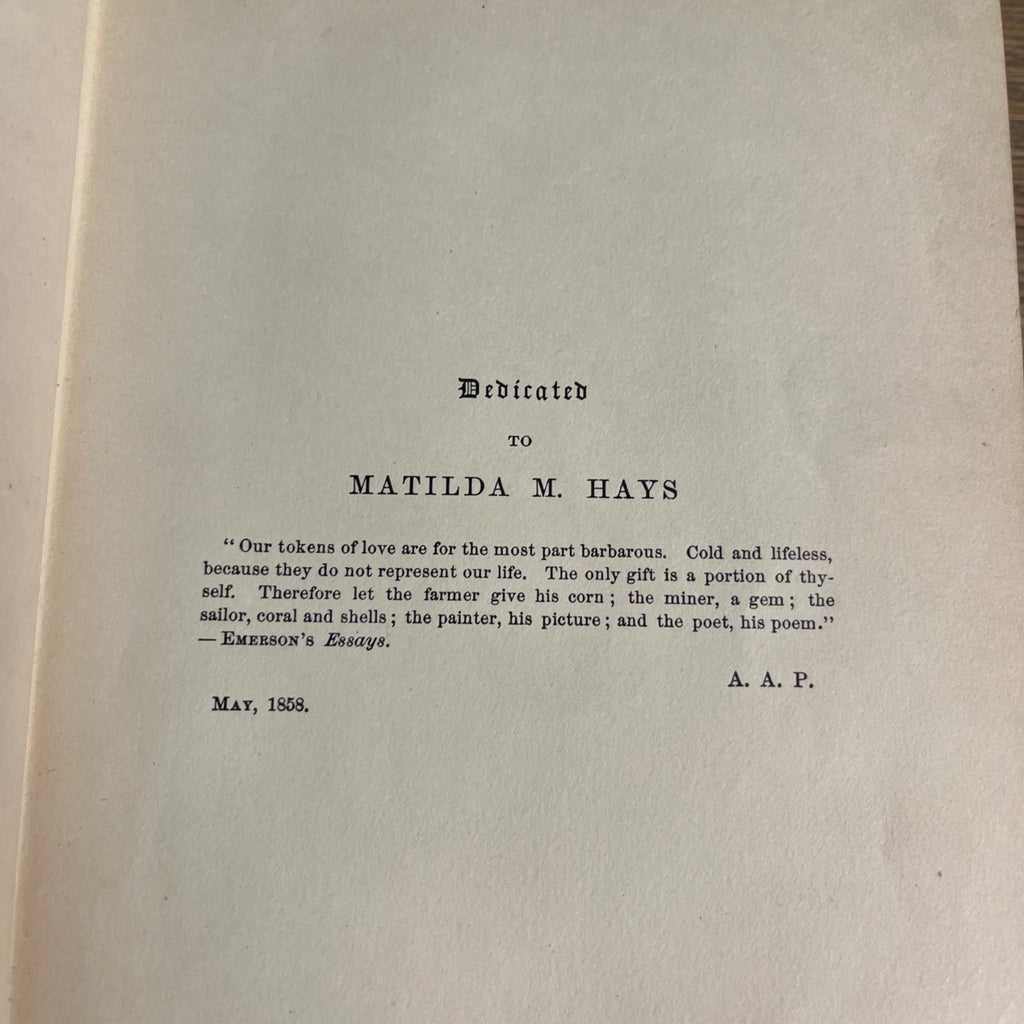 Dedicated
TO
MATILDA M. HAYS
“ Our tokens of love are for the most part barbarous. Cold and lifeless,
because they do not represent our life. The only gift is a portion of thy-
self. Therefore let the farmer give his corn ; the miner, a gem ; the
sailor, coral and shells ; the painter, his picture ; and the poet, his poem.”
— EMERSON’S Essays.
A. A. P.
MAY, 1858.